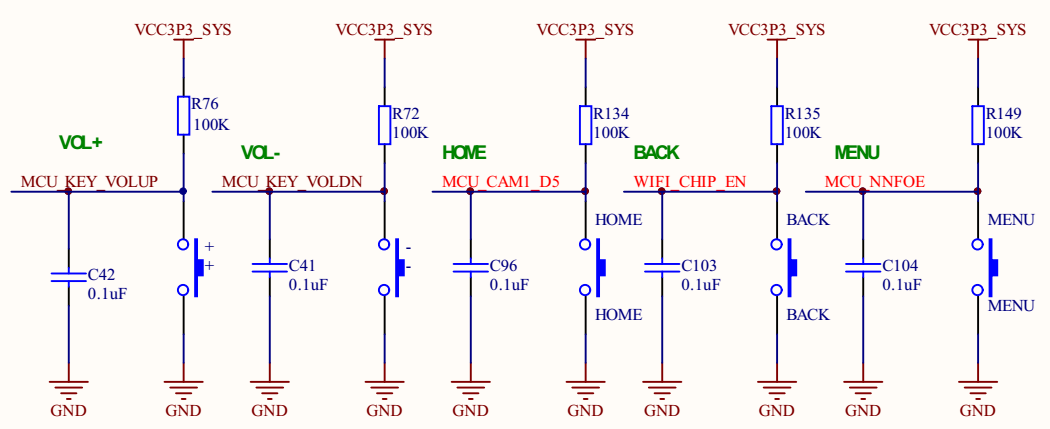 VCC3P3_SYS VCC3P3_SYS VCC3P3_SYS VCC3P3_SYS VCC3P3_SYS
R76 R72 R134 R135 R149
100K 100K 100K 100K 100K
VOL+ VOL- HOME BACK MENU
MCU_KEY_VOLUP MCU_KEY_VOLDN MCU_CAM1_D5 WIFI_CHIP_EN MCU_NNFOE
HOME BACK MENU
+ -
C42 + C41 - C96 C103 C104
0.1uF 0.1uF 0.1uF 0.1uF 0.1uF
HOME BACK MENU
GND GND GND GND GND GND GND GND GND GND